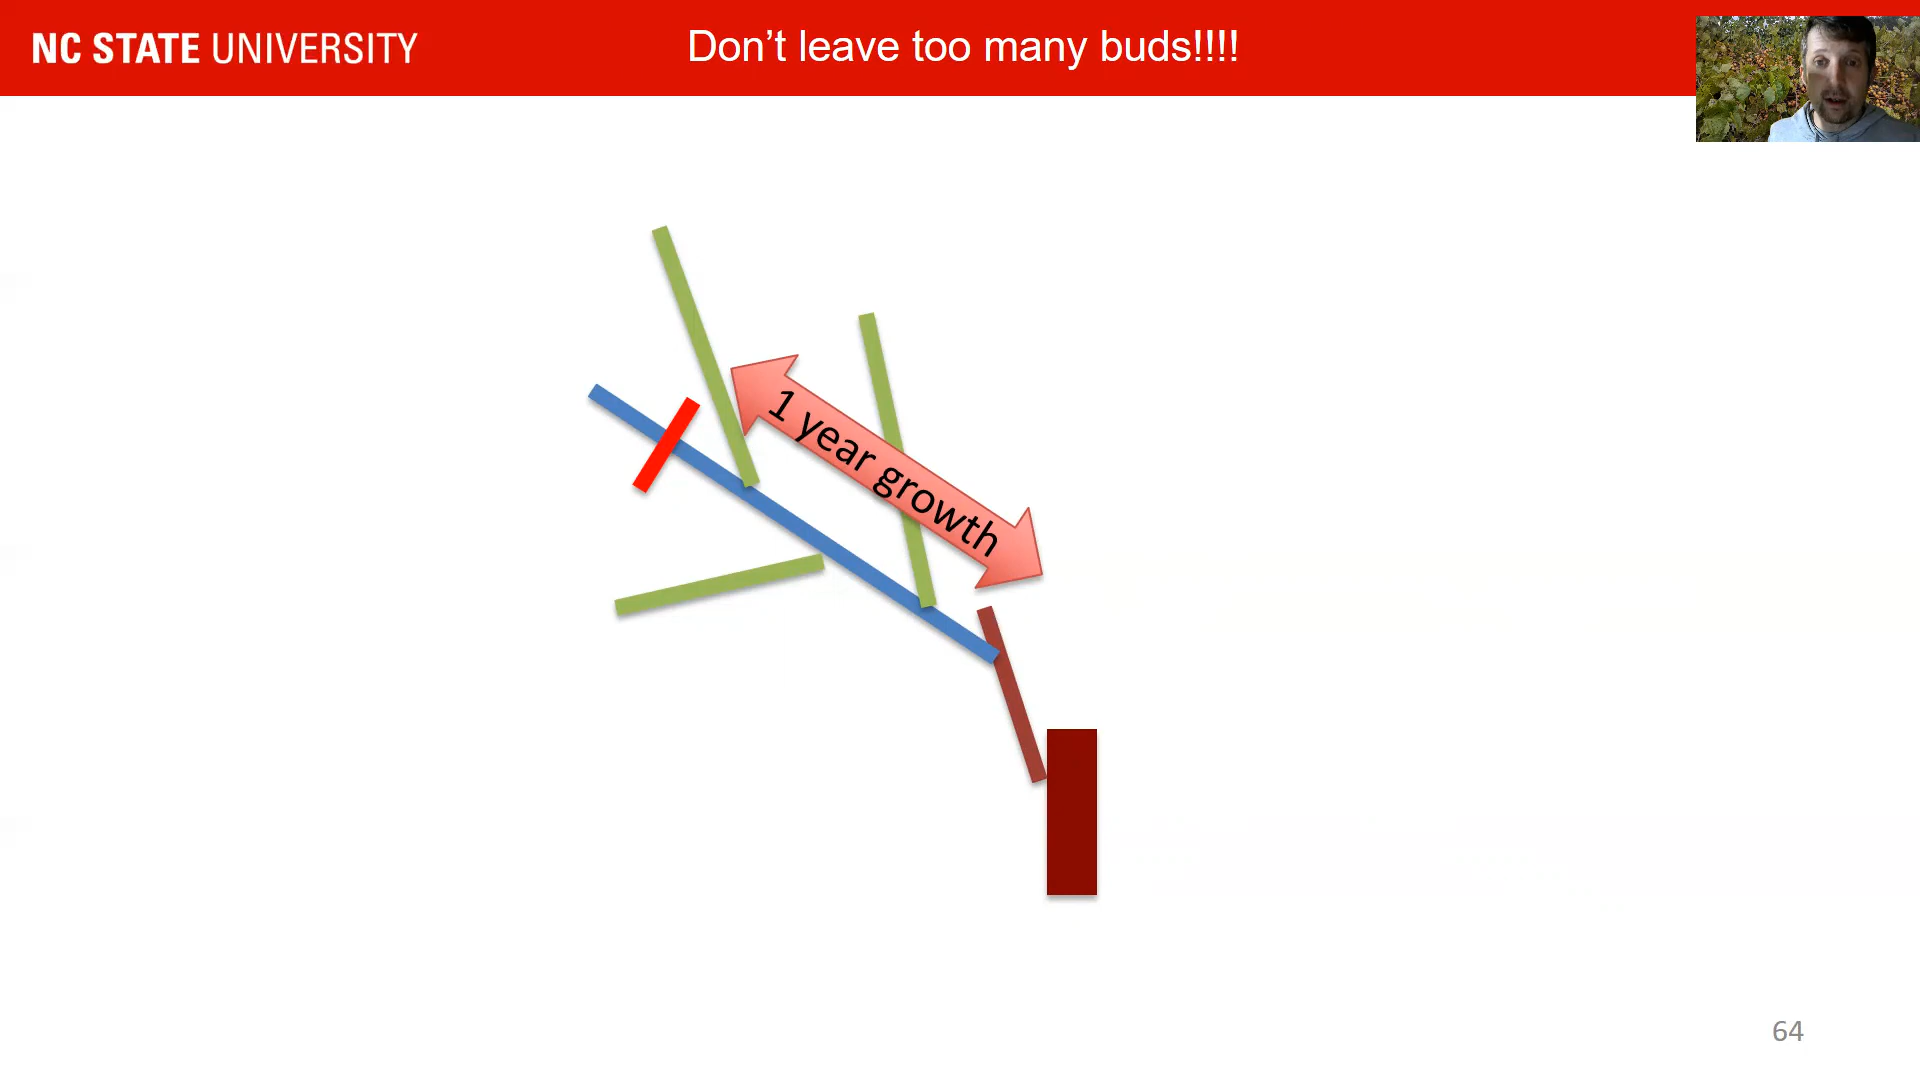 NC STATE UNIVERSITY
Don’t leave too many buds!!!!
1 year growth
64